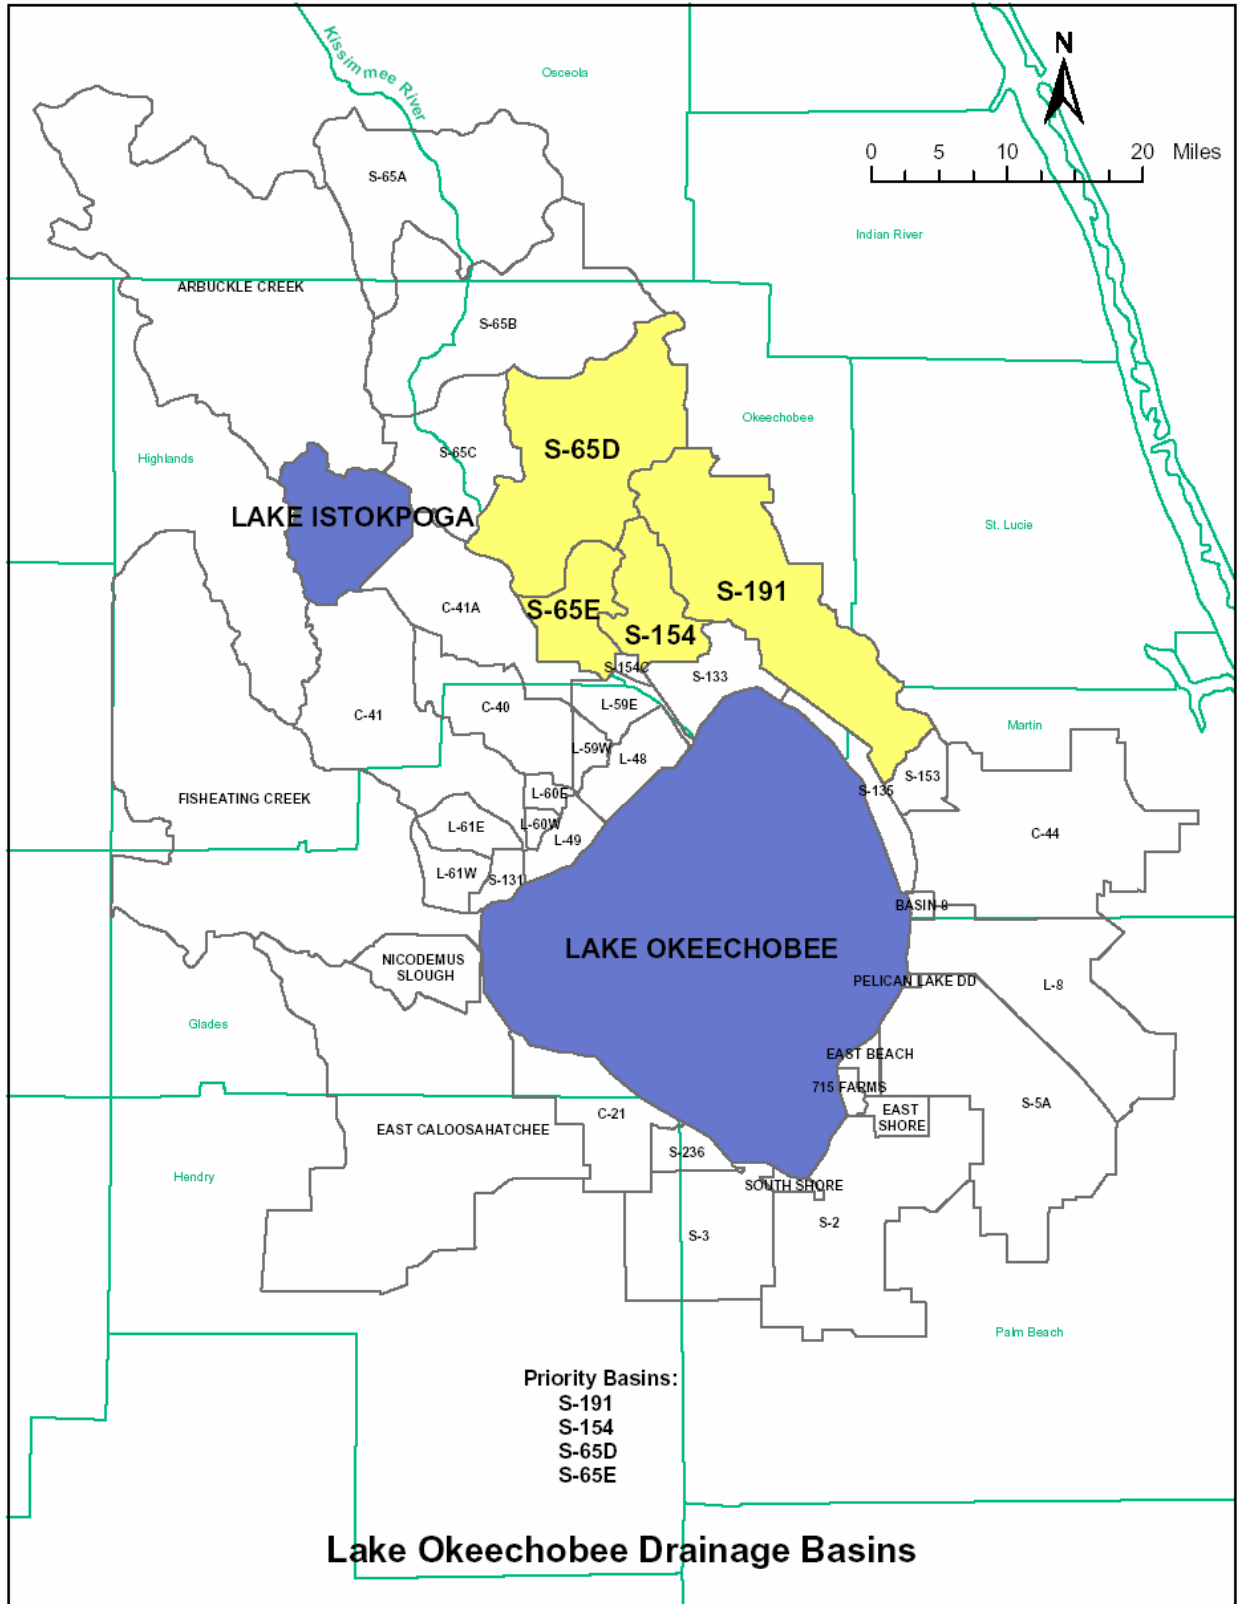 Kissimmee River
Osceola
N
0 5 10 20 Miles
S-65A
Indian River
ARBUCKLE CREEK
S-65B
Okeechobee
S-65C
S-65D
Highlands
LAKE ISTOKPOGA
St. Lucie
S-191
C-41A
S-65E
S-154
S-154C
S-133
L-59E
C-40
C-41
Martin
L-59W
L-48
S-153
S-135
L-60E
FISHEATING CREEK
L-61E
L-60W
L-49
C-44
L-61W
S-131
BASIN 8
LAKE OKEECHOBEE
NICODEMUS
SLOUGH
PELICAN LAKE DD
L-8
Glades
EAST BEACH
715 FARMS
S-5A
C-21
EAST
SHORE
EAST CALOOSAHATCHEE
S-236
Hendry
SOUTH SHORE
S-2
S-3
Palm Beach
Priority Basins:
S-191
S-154
S-65D
S-65E
Lake Okeechobee Drainage Basins